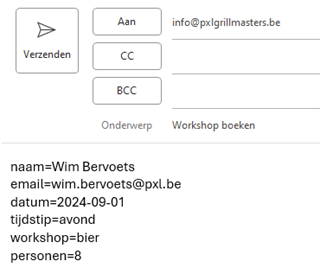 Verzenden
Aan
info@pxlgrillmasters.be
CC
BCC
Onderwerp
Workshop boeken
naam=Wim Bervoets
email=wim.bervoets@pxl.be
datum=2024-09-01
tijdstip=avond
workshop=bier
personen=8